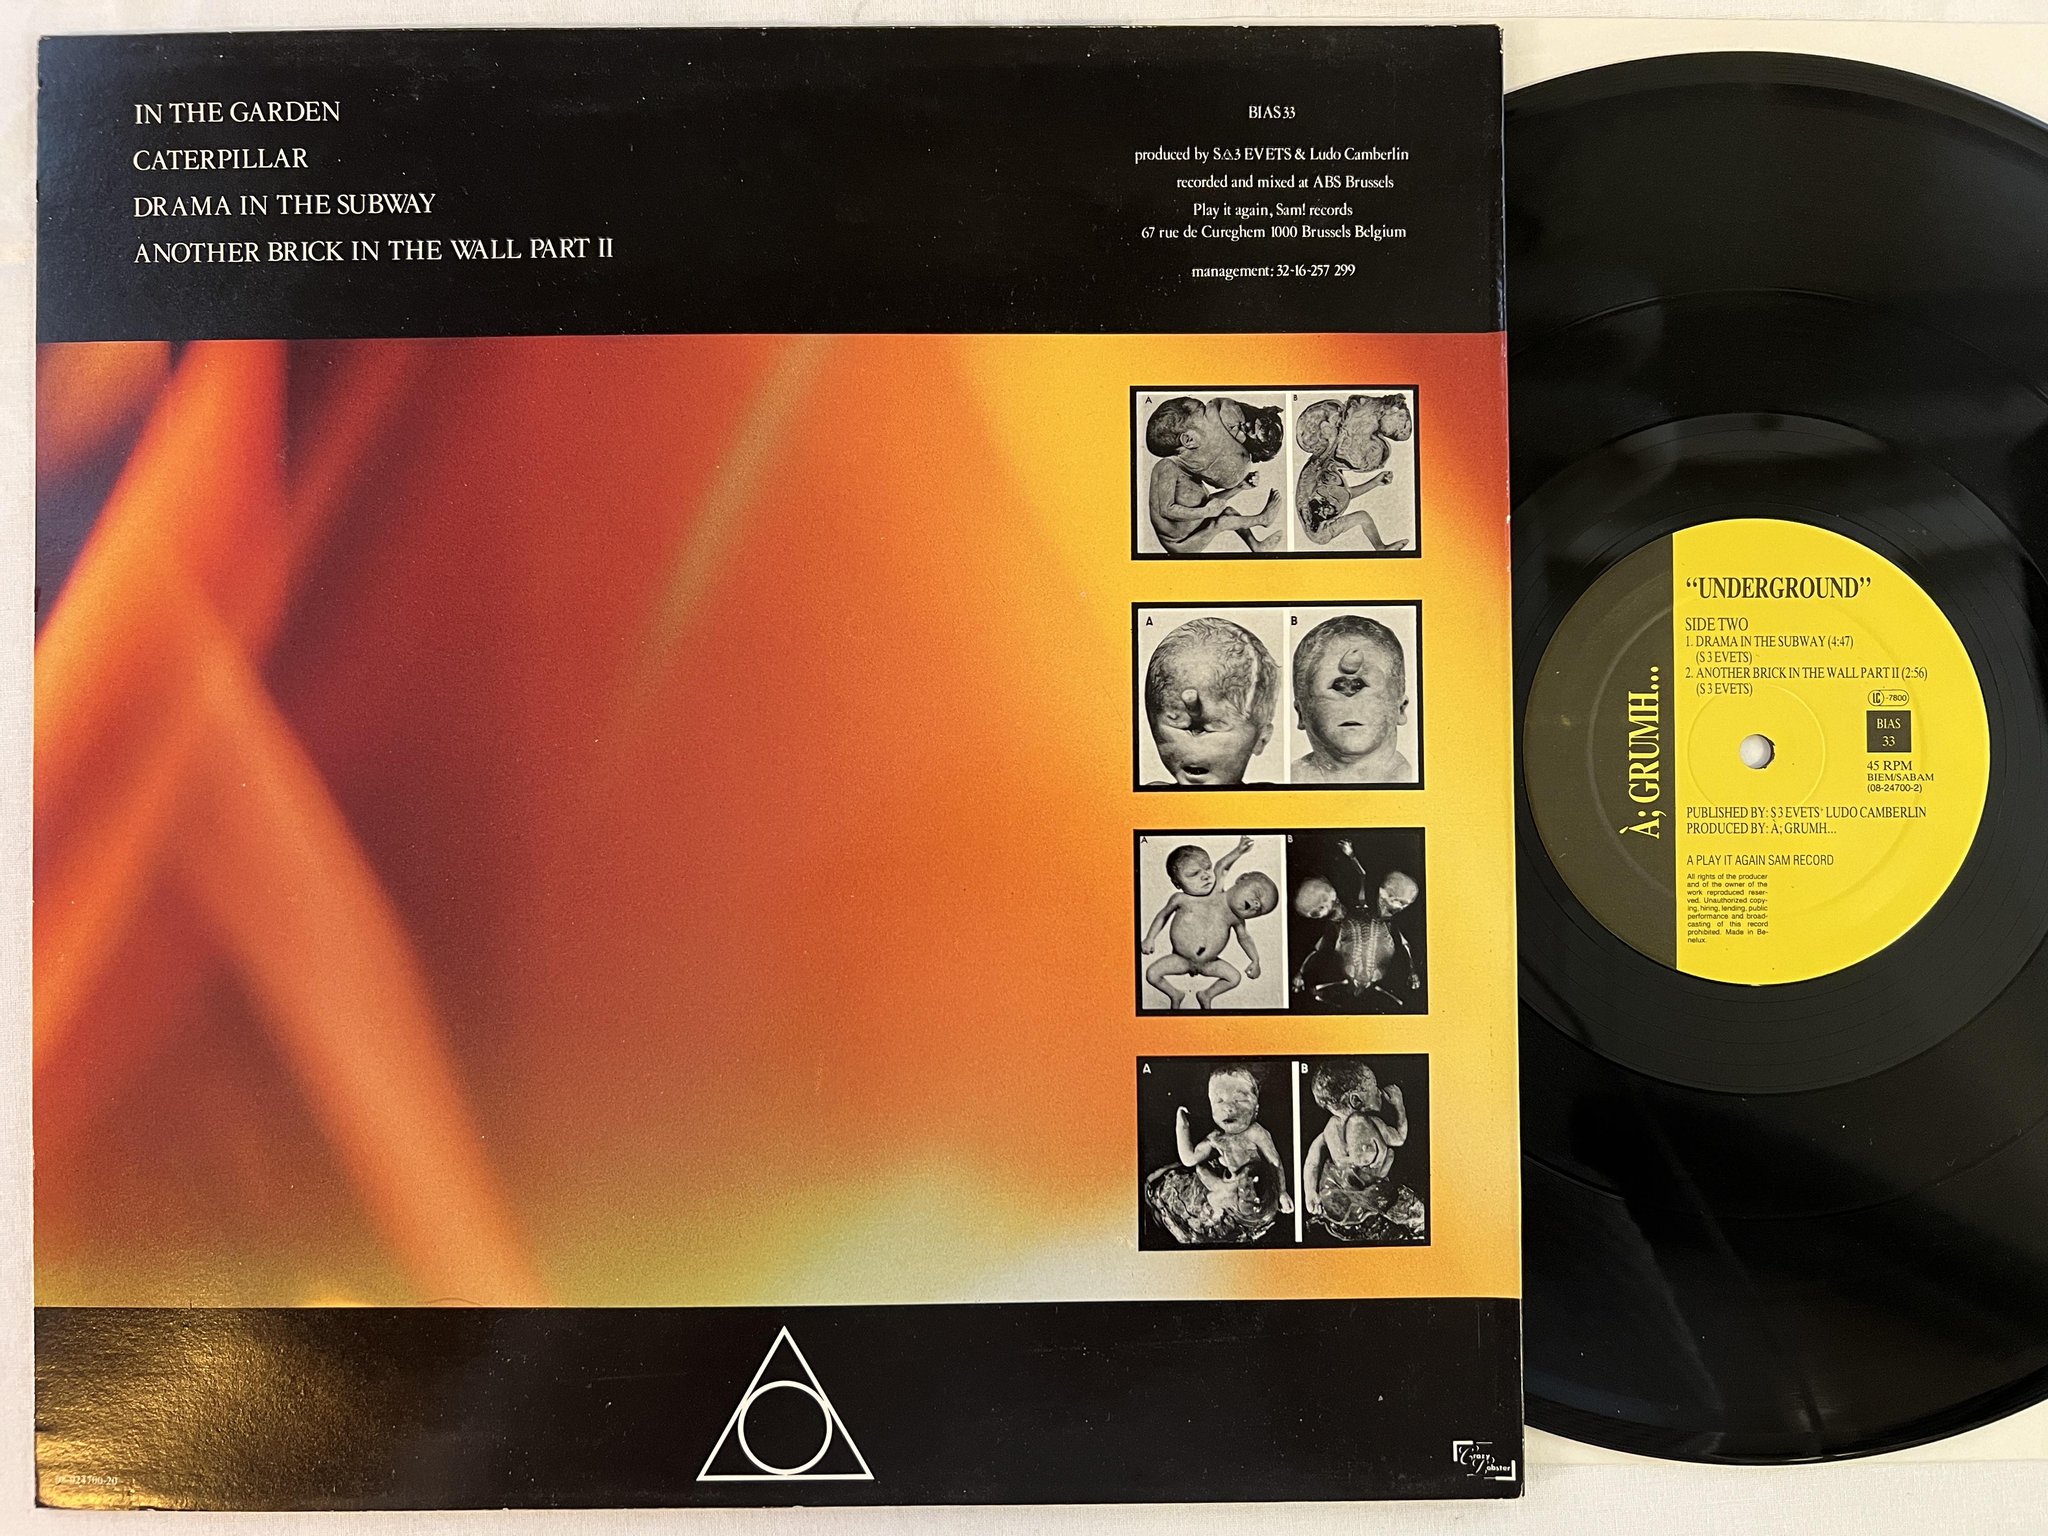 IN THE GARDEN
CATERPILLAR
DRAMA IN THE SUBWAY
ANOTHER BRICK IN THE WALL PART II
BIAS 33
produced by S△3 EVETS & Ludo Camberlin
recorded and mixed at ABS Brussels
Play it again, Sam! records
67 rue de Cureghem 1000 Brussels Belgium
management: 32-16-257 299
A B
A B
A B
A B
Crazy
Lobster
À; GRUMH...
“UNDERGROUND”
SIDE TWO
1. DRAMA IN THE SUBWAY (4:47)
(S 3 EVETS)
2. ANOTHER BRICK IN THE WALL PART II (2:56)
(S 3 EVETS)
LC -7800
BIAS
33
45 RPM
BIEM/SABAM
(08-24700-2)
PUBLISHED BY: S 3 EVETS' LUDO CAMBERLIN
PRODUCED BY: À; GRUMH...
A PLAY IT AGAIN SAM RECORD
All rights of the producer
and of the owner of the
work reproduced reser-
ved. Unauthorized copy-
ing, hiring, lending, public
performance and broad-
casting of this record
prohibited. Made in Be-
nelux.